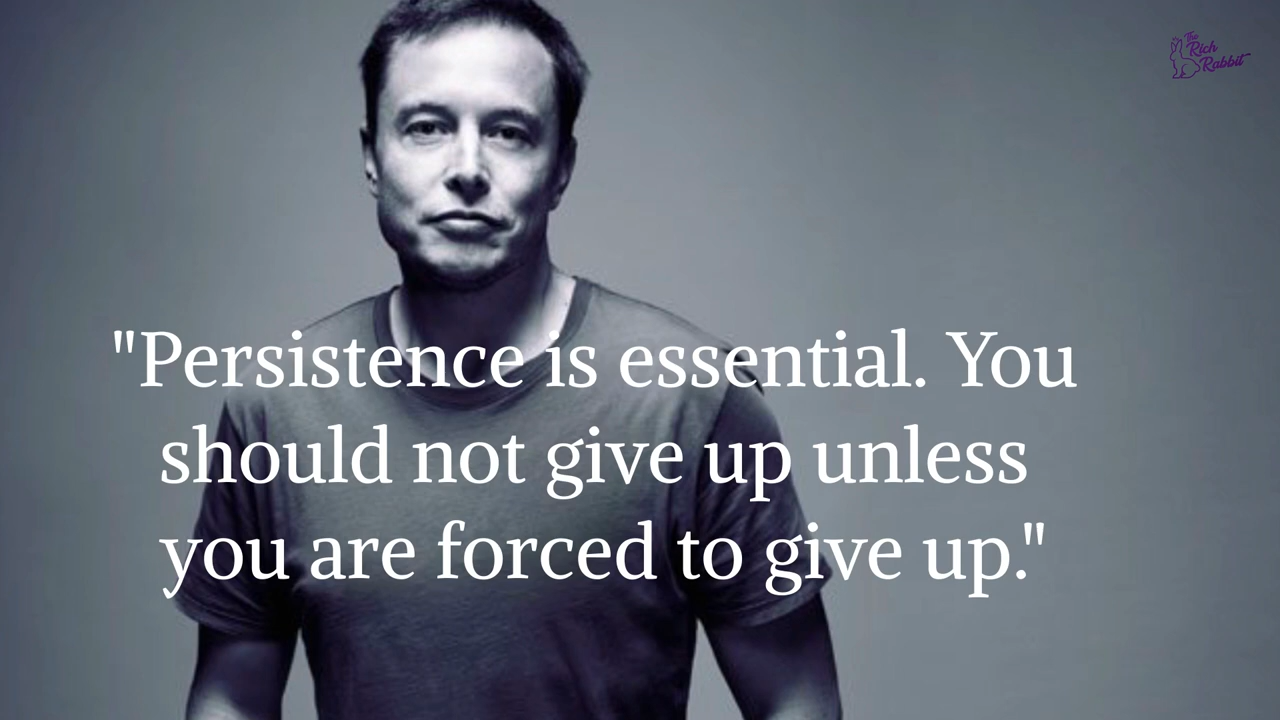 The
Rich
Rabbit
"Persistence is essential. You
should not give up unless
you are forced to give up."